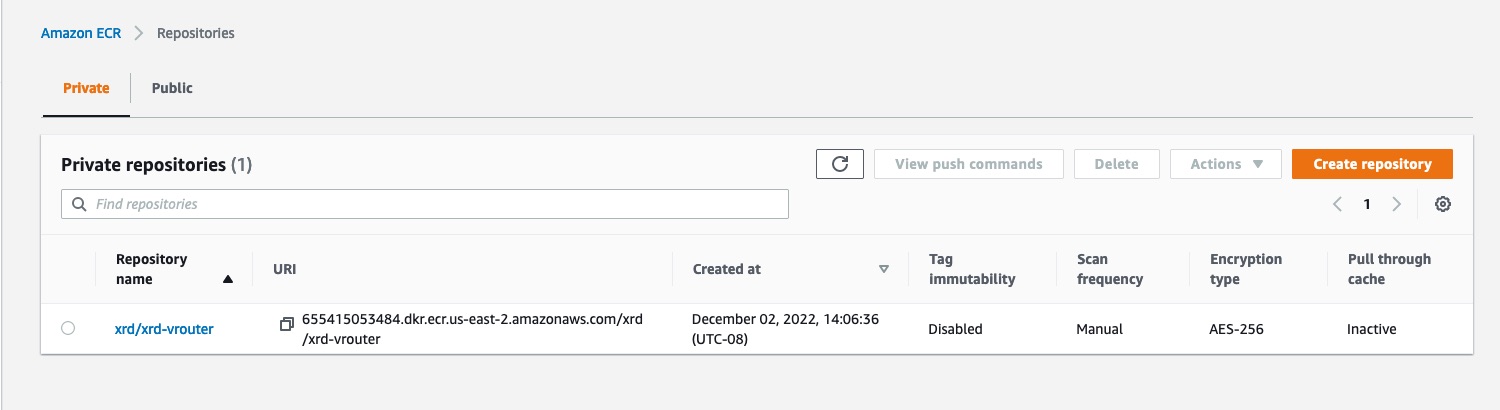 Amazon ECR > Repositories
Private Public
Private repositories (1) View push commands Delete Actions Create repository
Find repositories 1
Repository name URI Created at Tag immutability Scan frequency Encryption type Pull through cache
xrd/xrd-vrouter 655415053484.dkr.ecr.us-east-2.amazonaws.com/xrd December 02, 2022, 14:06:36 Disabled Manual AES-256 Inactive
/xrd-vrouter (UTC-08)